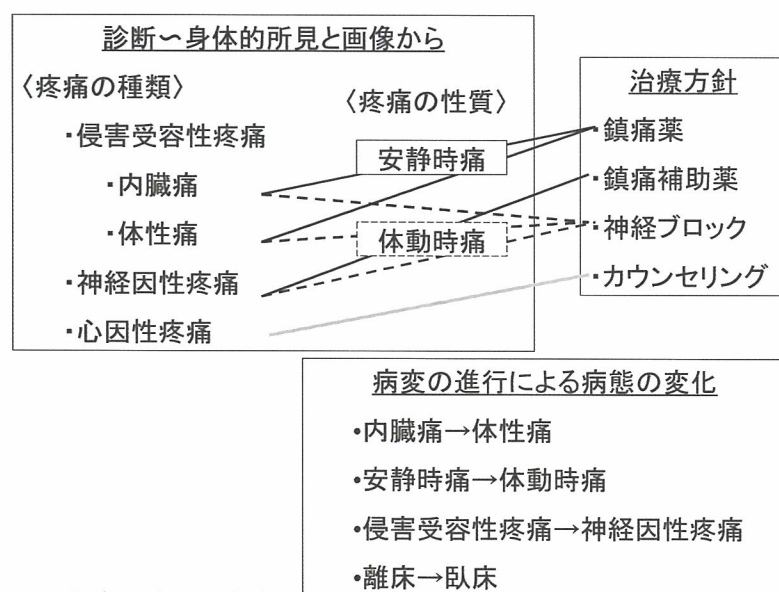 診断～身体的所見と画像から
〈疼痛の種類〉
〈疼痛の性質〉
・侵害受容性疼痛
・内臓痛
・体性痛
・神経因性疼痛
・心因性疼痛
安静時痛
体動時痛
治療方針
・鎮痛薬
・鎮痛補助薬
・神経ブロック
・カウンセリング
病変の進行による病態の変化
•内臓痛→体性痛
•安静時痛→体動時痛
•侵害受容性疼痛→神経因性疼痛
•離床→臥床